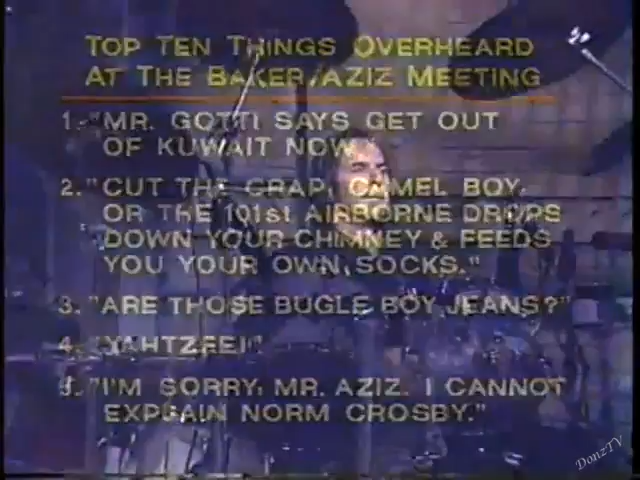 TOP TEN THINGS OVERHEARD
AT THE BAKER/AZIZ MEETING
1. "MR. GOTTI SAYS GET OUT
OF KUWAIT NOW."
2. "CUT THE CRAP, CAMEL BOY,
OR THE 101st AIRBORNE DROPS
DOWN YOUR CHIMNEY & FEEDS
YOU YOUR OWN SOCKS."
3. "ARE THOSE BUGLE BOY JEANS?"
4. "YAHTZEE!"
5. "I'M SORRY, MR. AZIZ. I CANNOT
EXPLAIN NORM CROSBY."
DonzTV